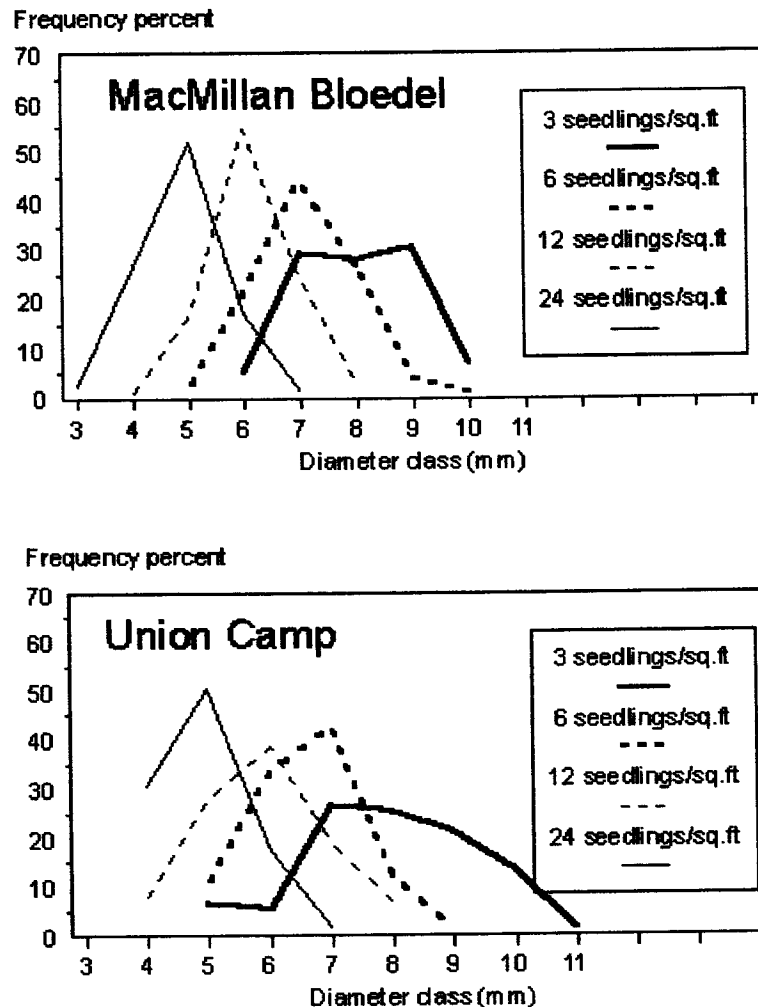 Frequency percent
70
MacMillan Bloedel
60
50
40
30
20
10
0
3 seedlings/sq.ft
6 seedlings/sq.ft
12 seedlings/sq.ft
24 seedlings/sq.ft
3 4 5 6 7 8 9 10 11
Diameter class (mm)
Frequency percent
70
Union Camp
60
50
40
30
20
10
0
3 seedlings/sq.ft
6 seedlings/sq.ft
12 seedlings/sq.ft
24 seedlings/sq.ft
3 4 5 6 7 8 9 10 11
Diameter class (mm)